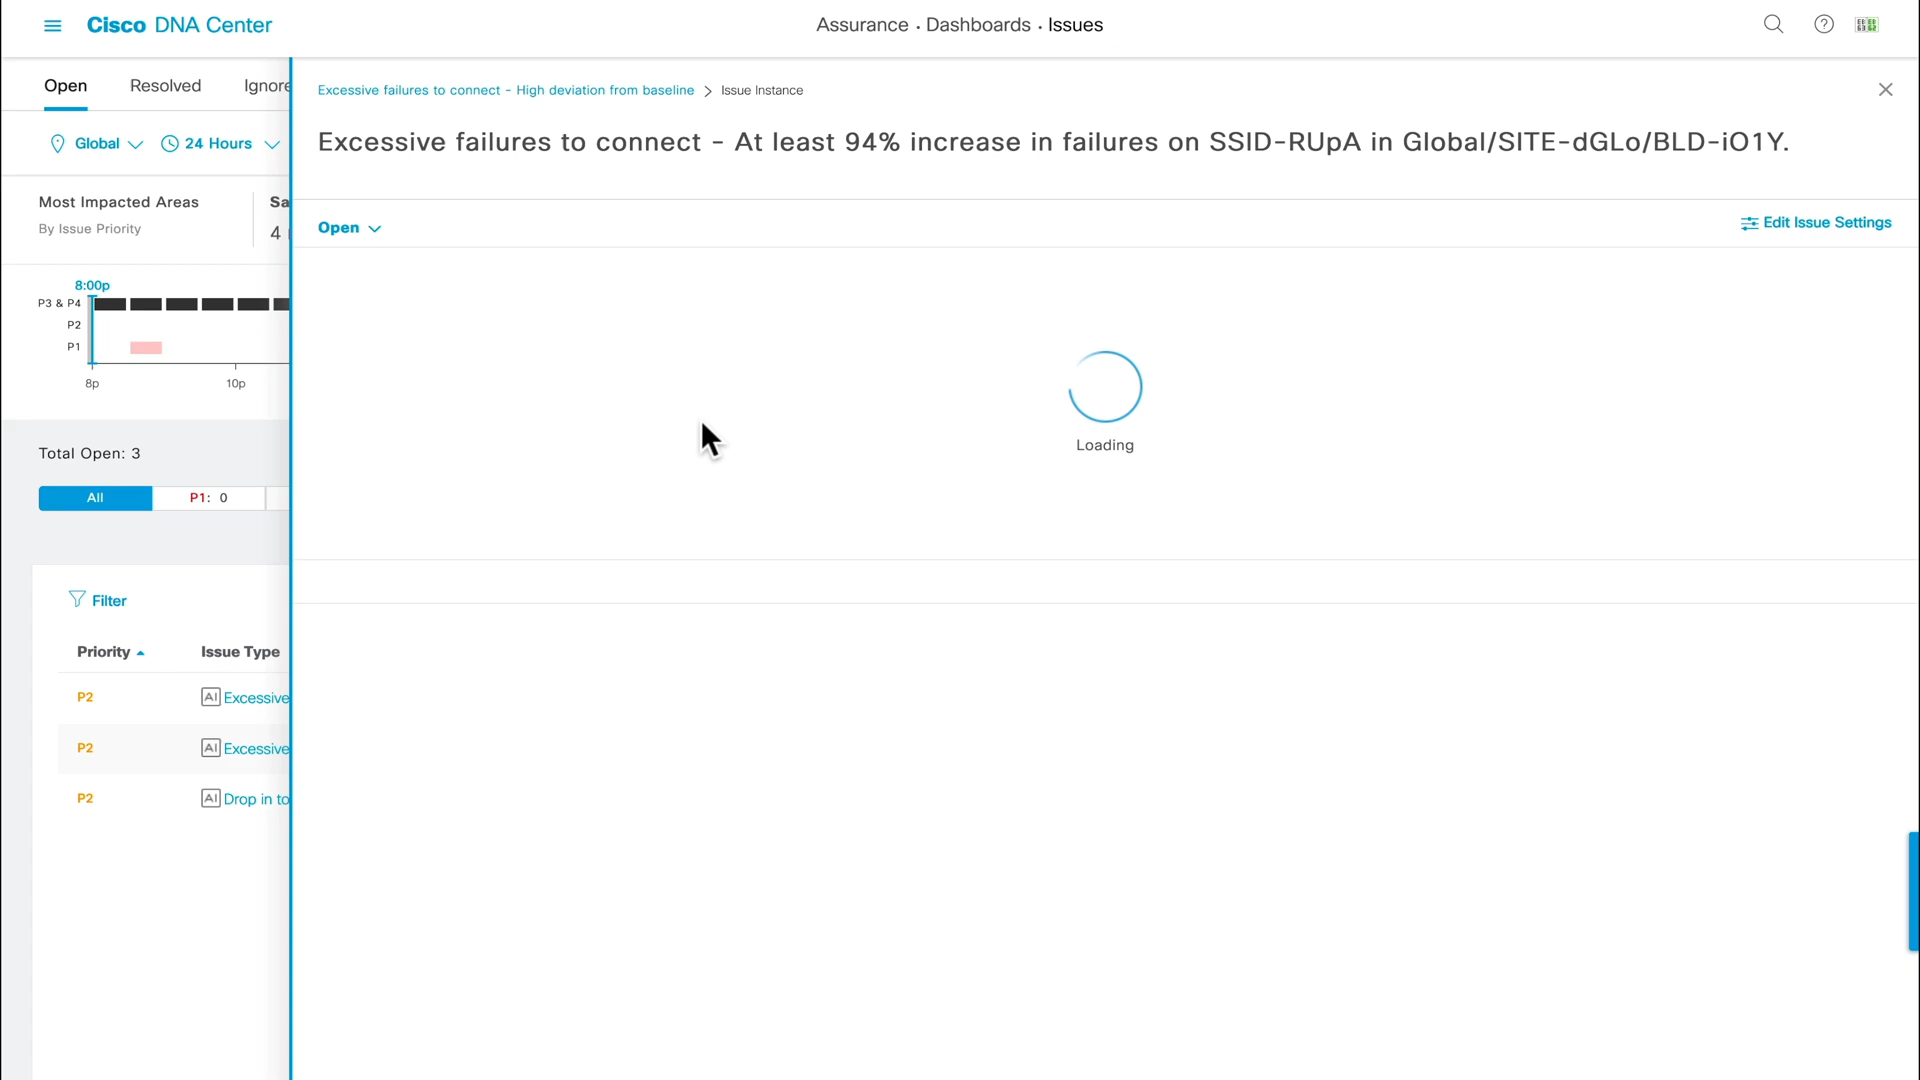 Cisco DNA Center
Assurance · Dashboards · Issues
Open Resolved Ignore
Excessive failures to connect - High deviation from baseline > Issue Instance
Excessive failures to connect - At least 94% increase in failures on SSID-RUpA in Global/SITE-dGLo/BLD-iO1Y.
Global 24 Hours
Most Impacted Areas
By Issue Priority
Sa
4
Open
Edit Issue Settings
8:00p
P3 & P4
P2
P1
8p 10p
Loading
Total Open: 3
All P1: 0
Filter
Priority Issue Type
P2 AI Excessive
P2 AI Excessive
P2 AI Drop in to